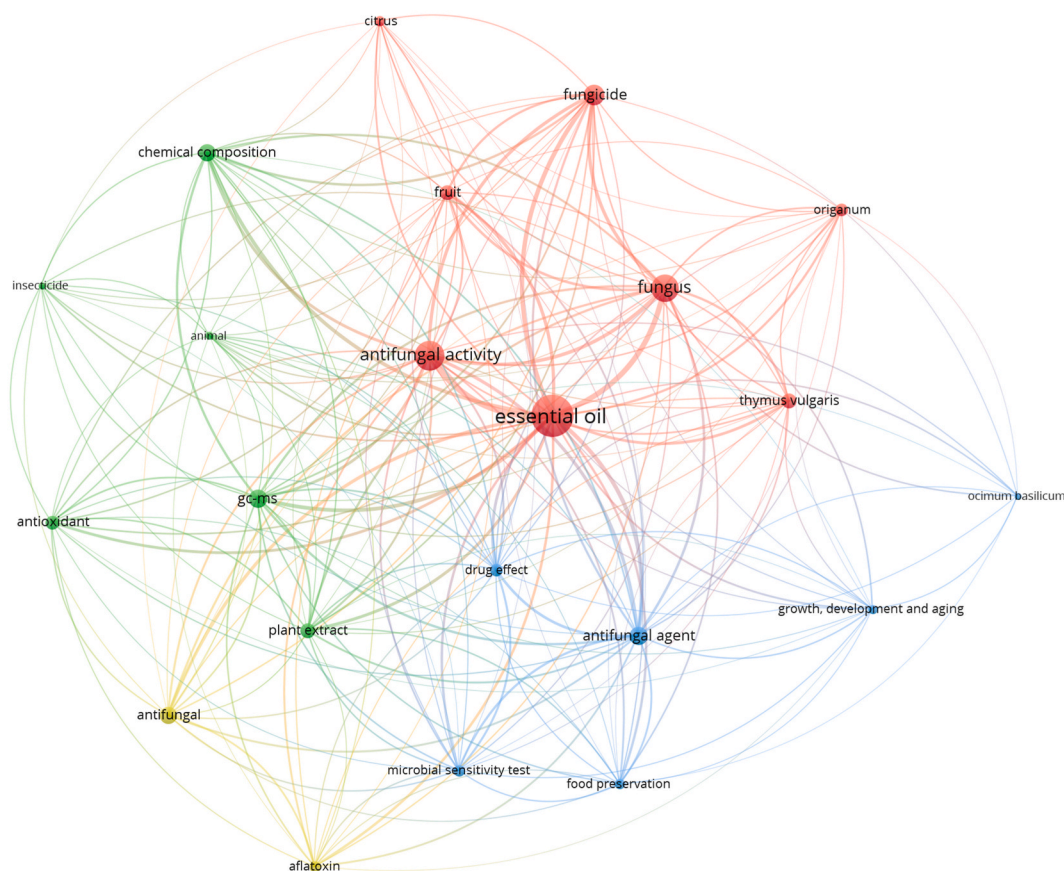 citrus
fungicide
chemical composition
fruit
origanum
insecticide
fungus
animal
antifungal activity
thymus vulgaris
essential oil
ocimum basilicum
gc-ms
antioxidant
drug effect
growth, development and aging
plant extract
antifungal agent
antifungal
microbial sensitivity test
food preservation
aflatoxin